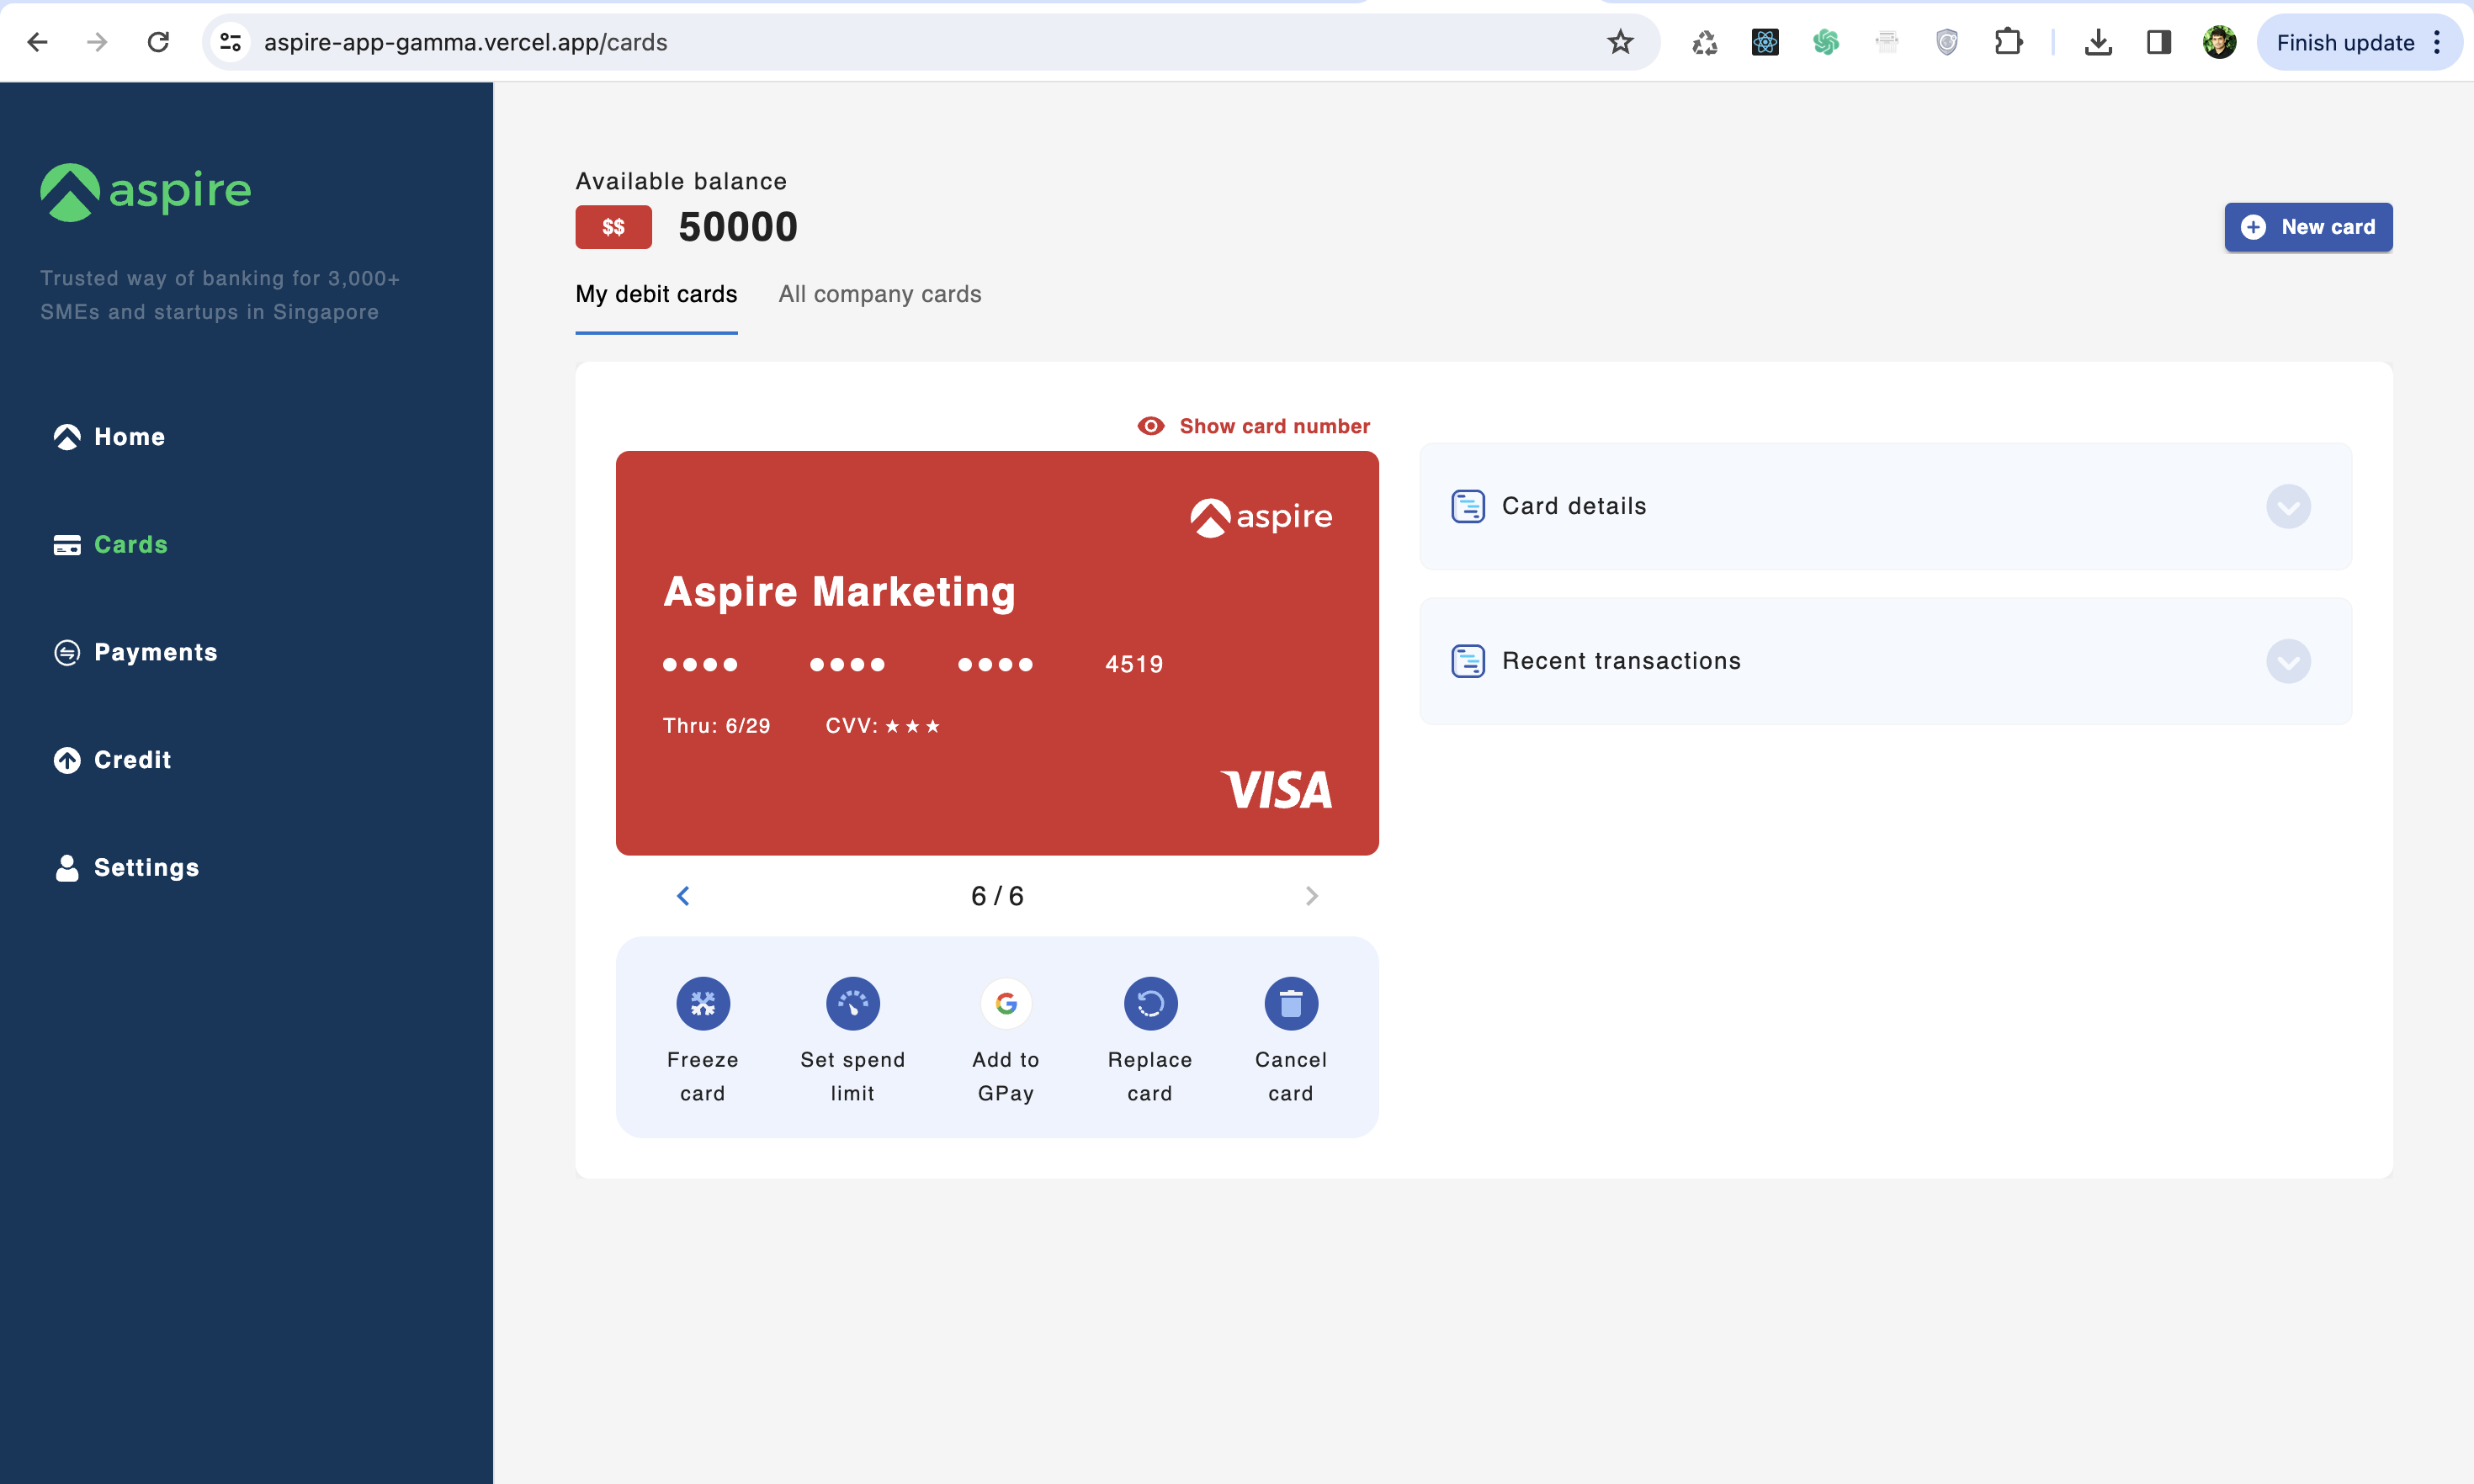 aspire-app-gamma.vercel.app/cards
Finish update
aspire
Trusted way of banking for 3,000+
SMEs and startups in Singapore
Home
Cards
Payments
Credit
Settings
Available balance
$$ 50000
New card
My debit cards All company cards
Show card number
aspire
Aspire Marketing
●●●● ●●●● ●●●● 4519
Thru: 6/29 CVV: ★★★
VISA
6 / 6
Freeze
card
Set spend
limit
Add to
GPay
Replace
card
Cancel
card
Card details
Recent transactions